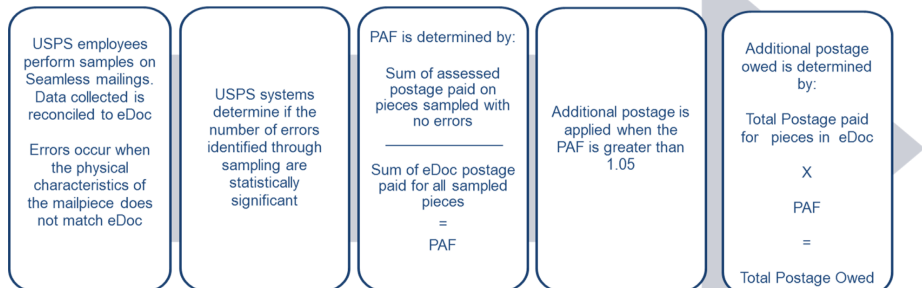 USPS employees
perform samples on
Seamless mailings.
Data collected is
reconciled to eDoc
Errors occur when
the physical
characteristics of
the mailpiece does
not match eDoc
USPS systems
determine if the
number of errors
identified through
sampling are
statistically
significant
PAF is determined by:
Sum of assessed
postage paid on
pieces sampled with
no errors
Sum of eDoc postage
paid for all sampled
pieces
=
PAF
Additional postage is
applied when the
PAF is greater than
1.05
Additional postage
owed is determined
by:
Total Postage paid
for pieces in eDoc
X
PAF
=
Total Postage Owed